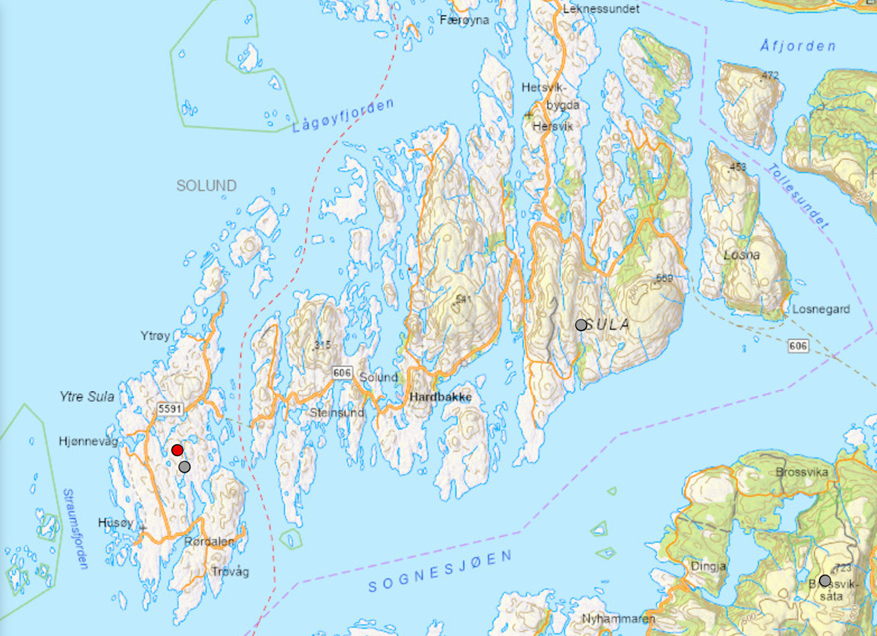 Leknessundet
Færøyna
Åfjorden
472
Hersvik-
bygda
Hersvik
Lågøyfjorden
453
Tollesundet
SOLUND
Losna
569
541
Losnegard
SULA
Ytrøy
315
606
606
Solund
Ytre Sula
Hardbakke
5591
Steinsund
Hjønnevåg
Brossvika
Straumsfjorden
Husøy
Rørdalen
SOGNESJØEN
Dingja
723
Trovåg
Brossvik-
såta
Nyhammaren